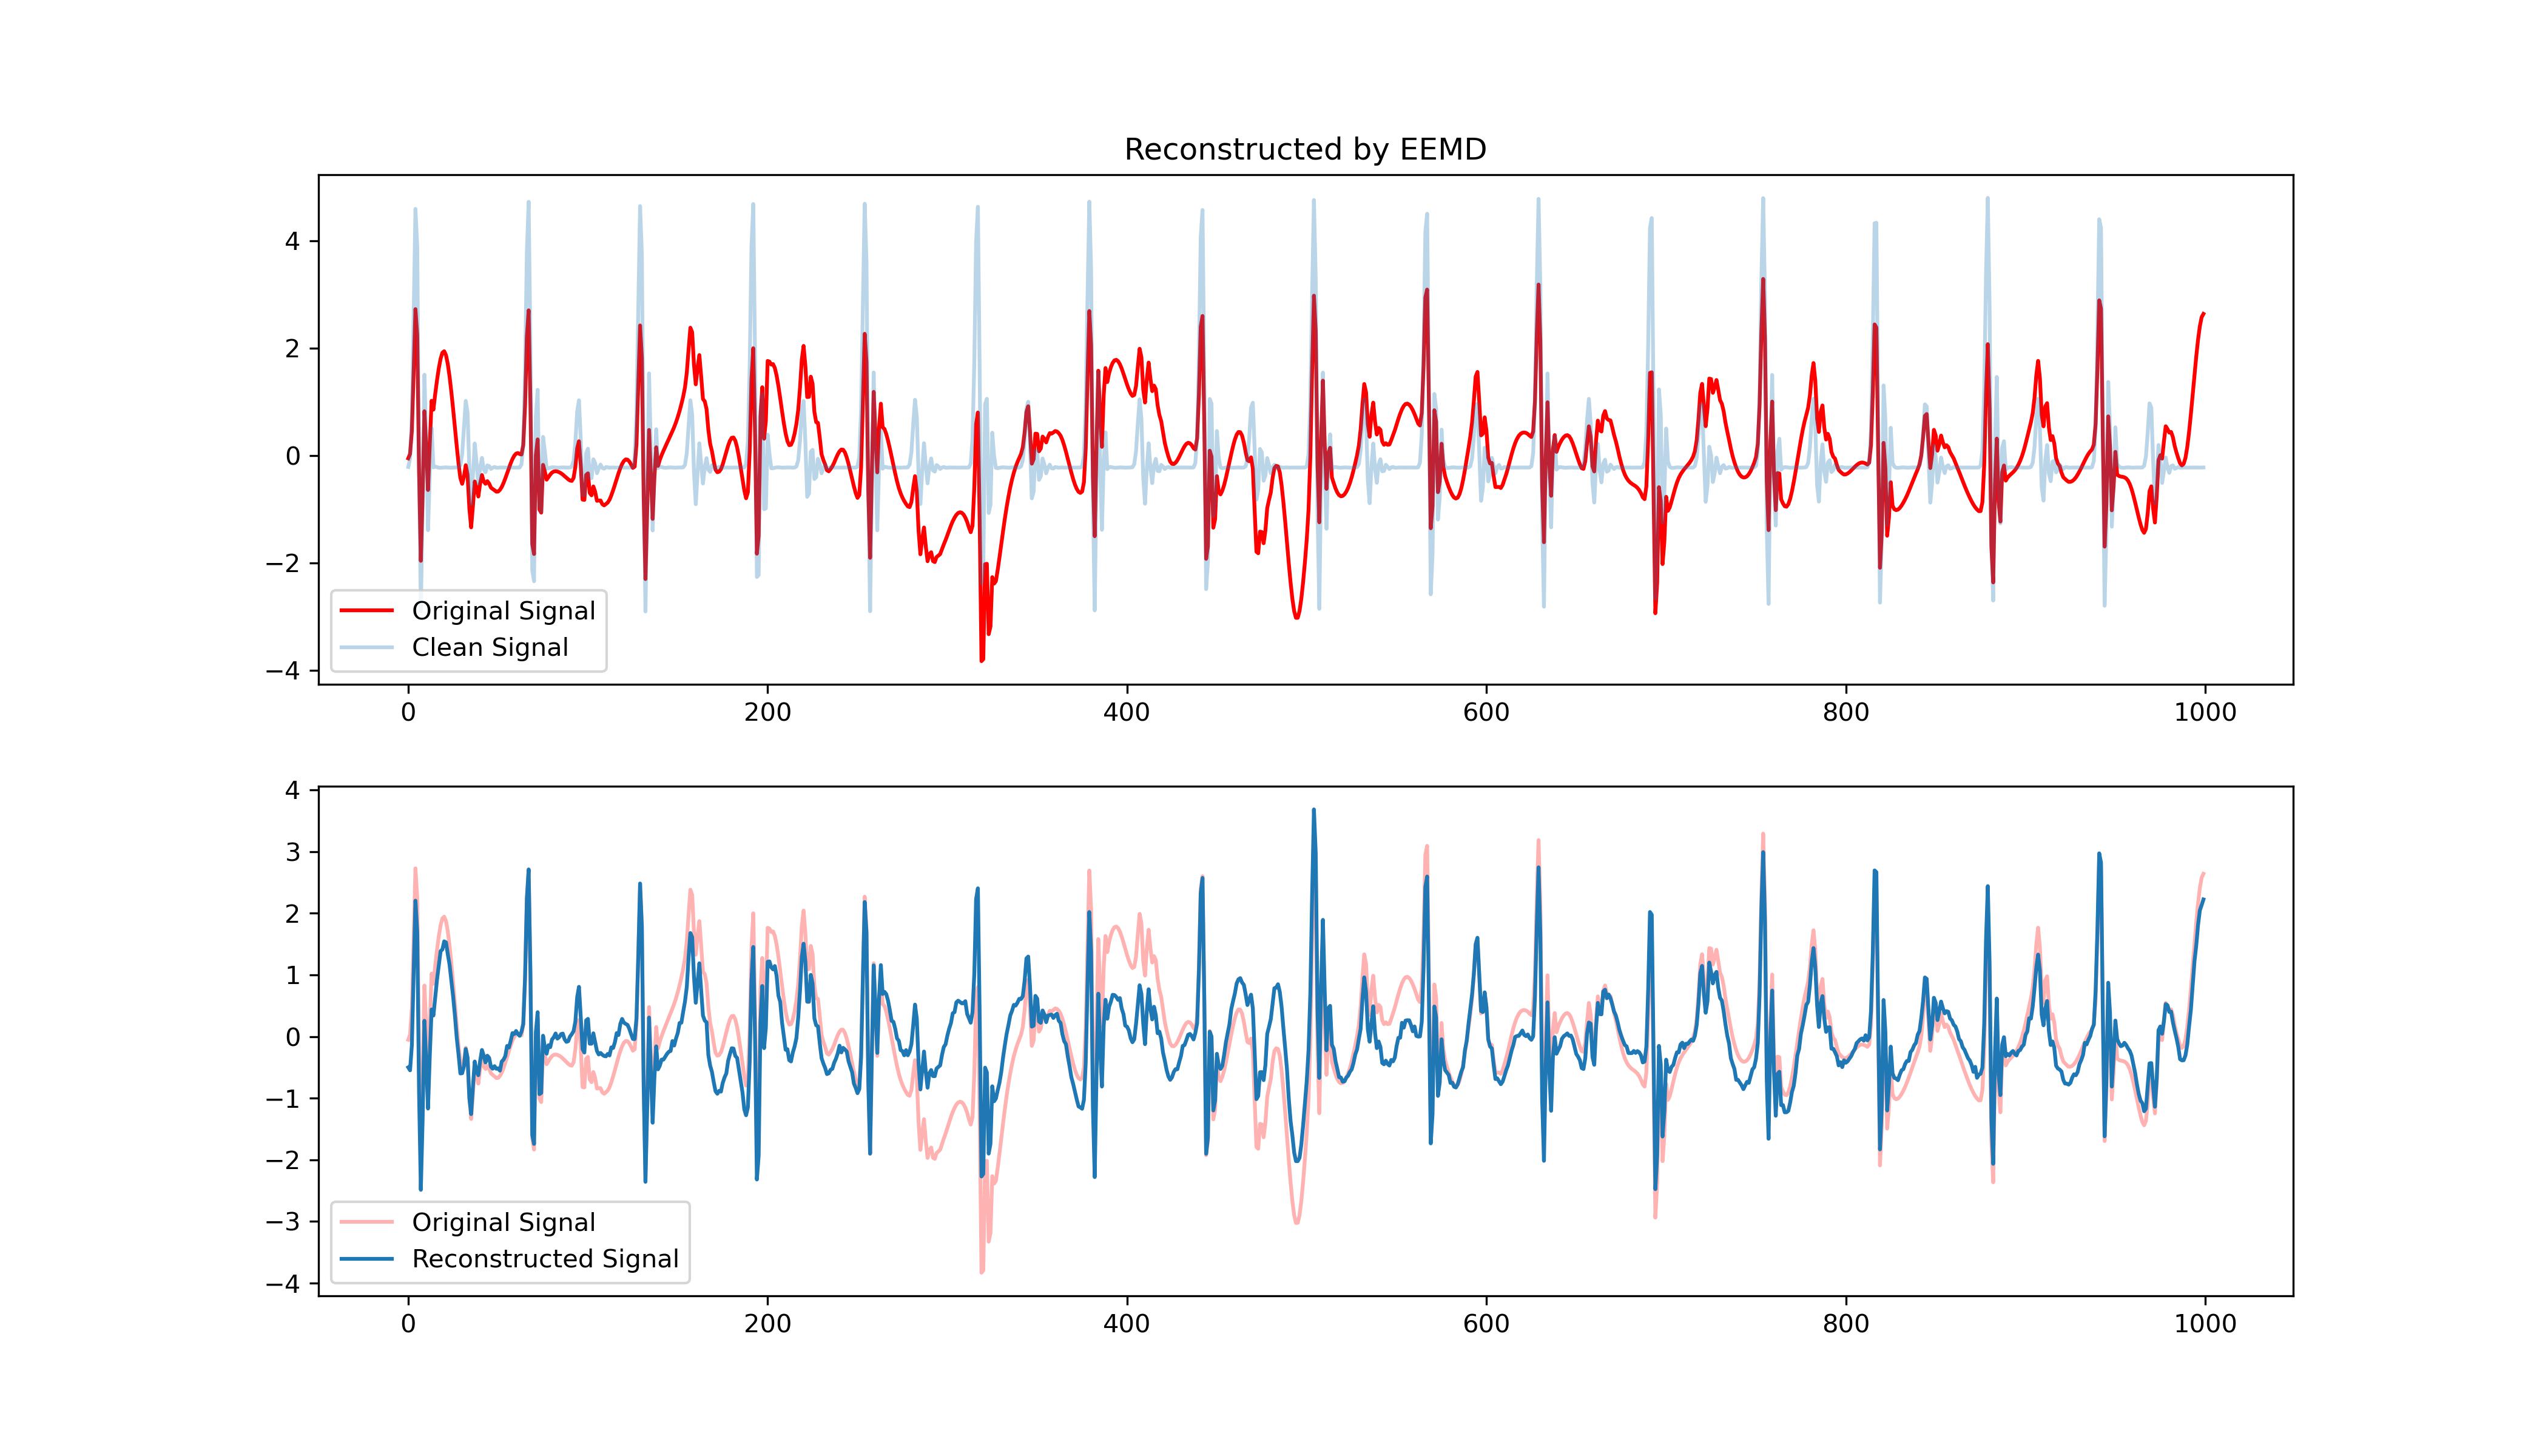 Reconstructed by EEMD
4
2
0
−2
−4
Original Signal
Clean Signal
0 200 400 600 800 1000
4
3
2
1
0
−1
−2
−3
−4
Original Signal
Reconstructed Signal
0 200 400 600 800 1000